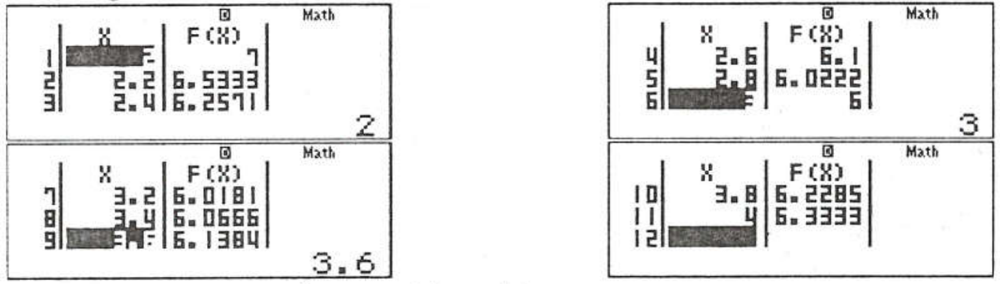 D Math
X F(X)
1 7
2 2.2 6.5333
3 2.4 6.2571
2
D Math
X F(X)
4 2.6 6.1
5 2.8 6.0222
6 6
3
D Math
X F(X)
7 3.2 6.0181
8 3.4 6.0666
9 6.1384
3.6
D Math
X F(X)
10 3.8 6.2285
11 4 6.3333
12